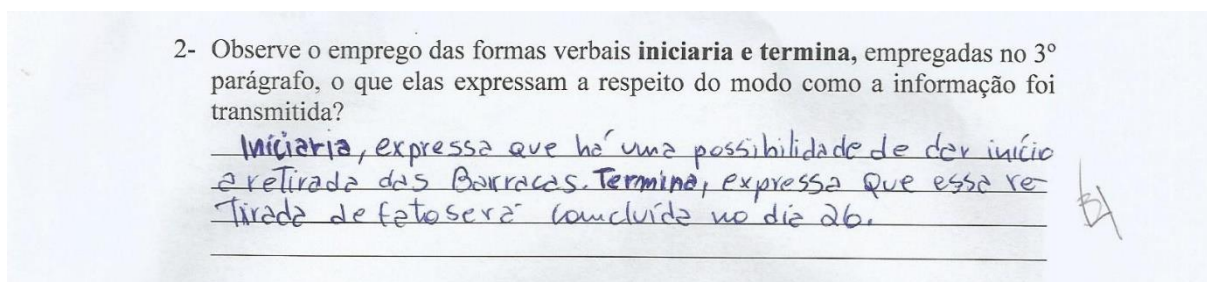 2- Observe o emprego das formas verbais iniciaria e termina, empregadas no 3º
parágrafo, o que elas expressam a respeito do modo como a informação foi
transmitida?
Iniciaria, expressa que há uma possibilidade de dar início
a retirada das Barracas. Termina, expressa que essa re-
tirada de fato será concluída no dia 26.